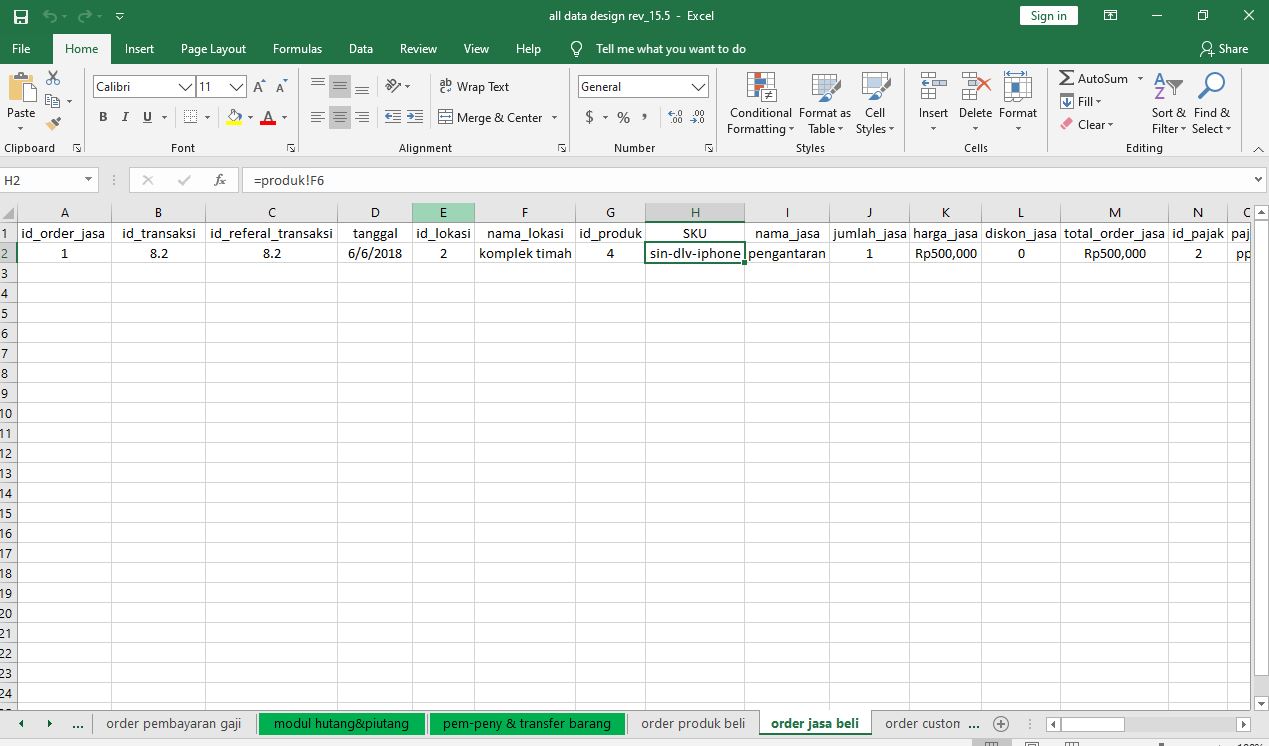 all data design rev_15.5 - Excel
Sign in
File Home Insert Page Layout Formulas Data Review View Help Tell me what you want to do Share
Calibri 11 ab Wrap Text General AutoSum
Paste B I U A Merge & Center $ % , Conditional Formatting Format as Table Cell Styles Insert Delete Format Fill Clear Sort & Filter Find & Select
Clipboard Font Alignment Number Styles Cells Editing
H2 fx =produk!F6
A B C D E F G H I J K L M N
1 id_order_jasa id_transaksi id_referal_transaksi tanggal id_lokasi nama_lokasi id_produk SKU nama_jasa jumlah_jasa harga_jasa diskon_jasa total_order_jasa id_pajak paj
2 1 8.2 8.2 6/6/2018 2 komplek timah 4 sin-dlv-iphone pengantaran 1 Rp500,000 0 Rp500,000 2 pp
3
4
5
6
7
8
9
10
11
12
13
14
15
16
17
18
19
20
21
22
23
24
... order pembayaran gaji modul hutang&piutang pem-peny & transfer barang order produk beli order jasa beli order custom ...